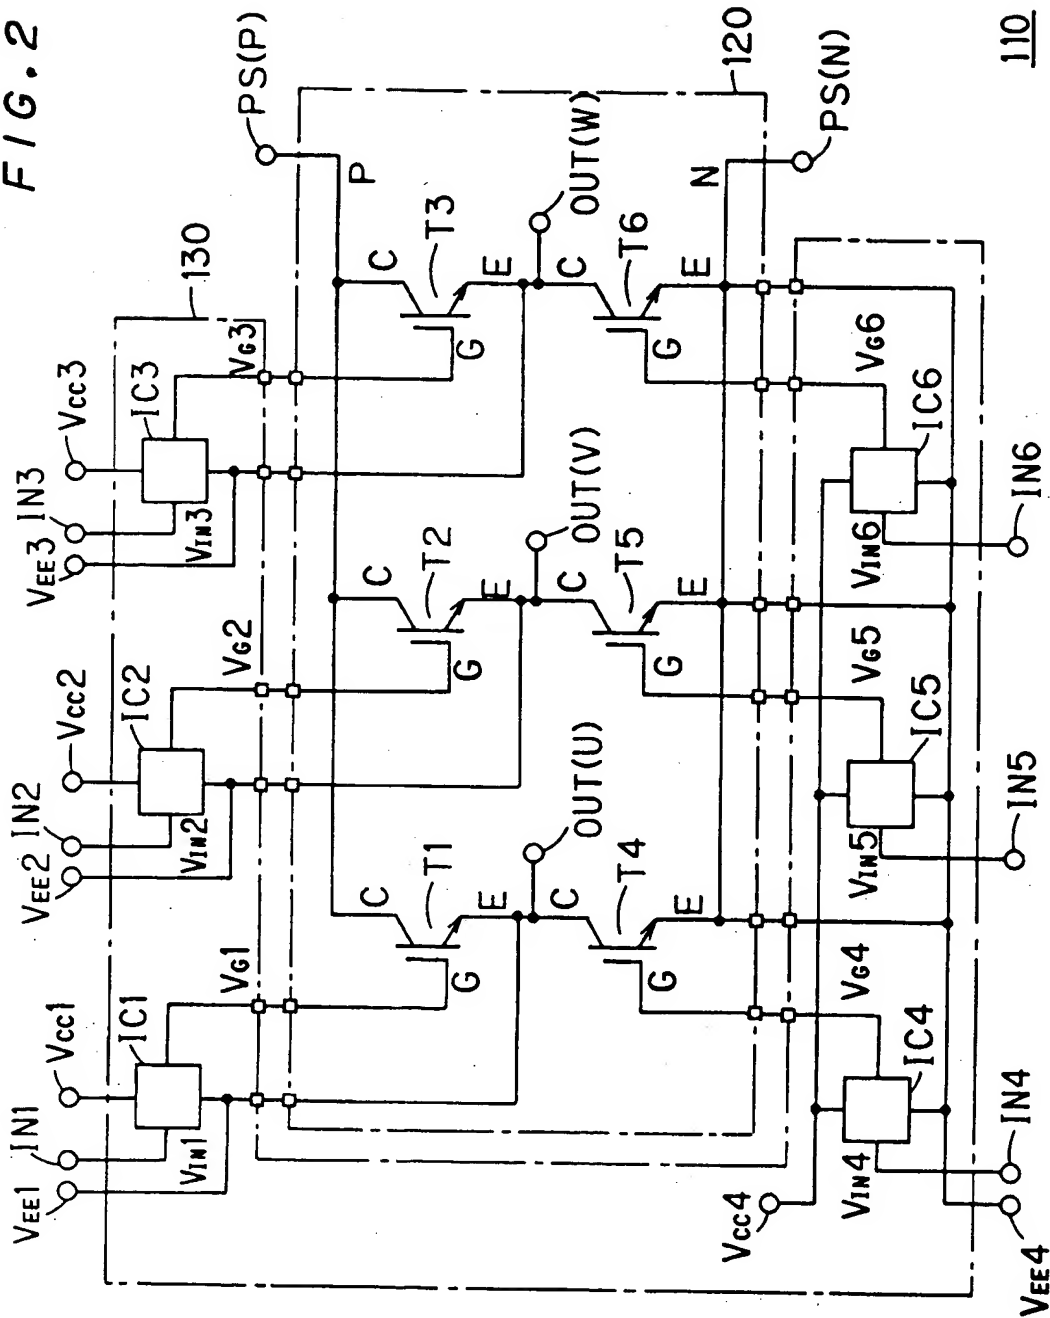 FIG. 2
PS(P)
130
120
VEE3
IN3
VCC3
IC3
VIN3
VG3
VEE2
IN2
VCC2
IC2
VIN2
VG2
VEE1
IN1
VCC1
IC1
VIN1
VG1
P
C
T3
G
E
C
T2
G
E
C
T1
G
E
OUT(W)
OUT(V)
OUT(U)
C
T6
G
E
C
T5
G
E
C
T4
G
E
N
PS(N)
VG6
IC6
VIN6
IN6
VG5
IC5
VIN5
IN5
VG4
IC4
VIN4
IN4
VCC4
VEE4
110